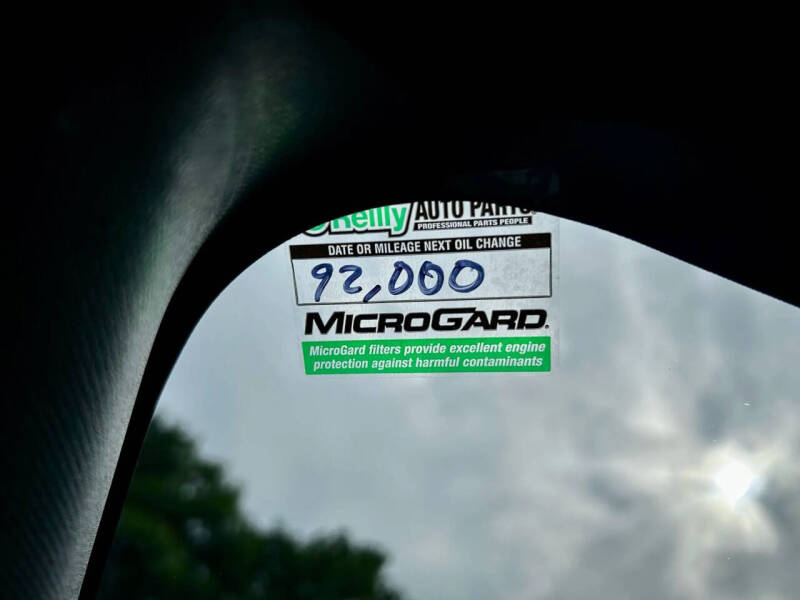 O'Reilly AUTO PARTS
PROFESSIONAL PARTS PEOPLE
DATE OR MILEAGE NEXT OIL CHANGE
92,000
MICROGARD.
MicroGard filters provide excellent engine
protection against harmful contaminants